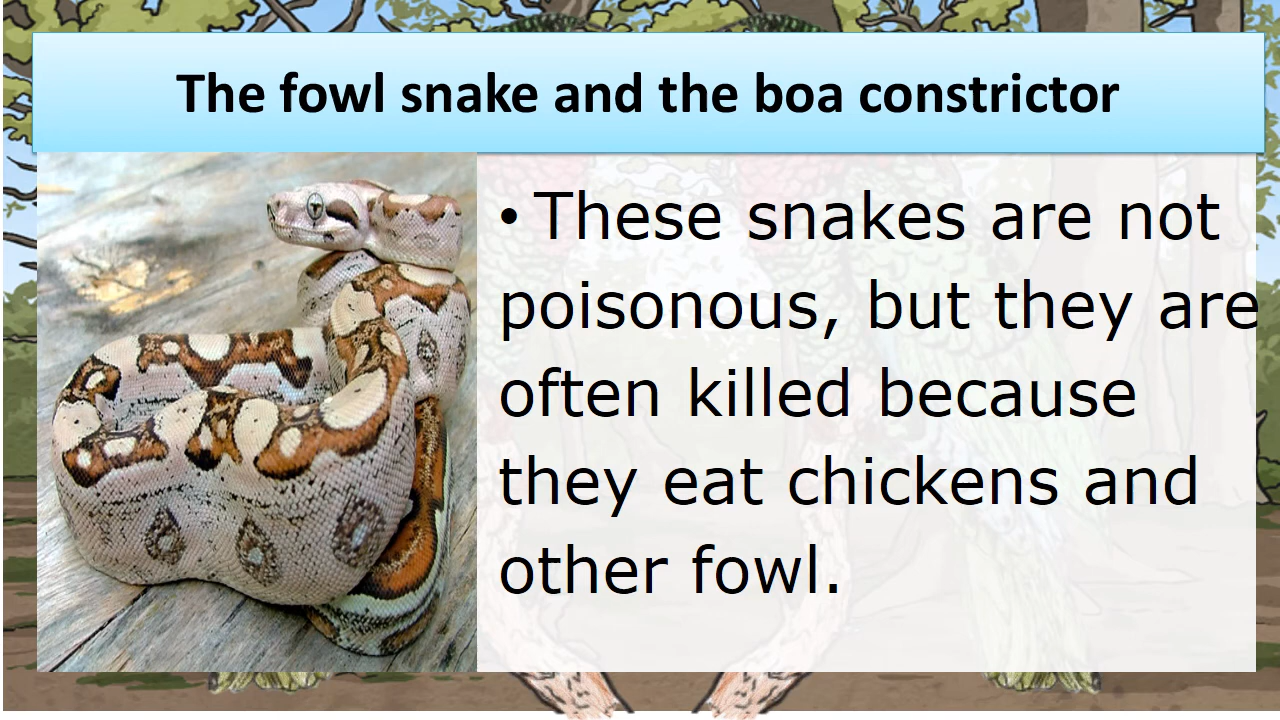 The fowl snake and the boa constrictor
• These snakes are not
poisonous, but they are
often killed because
they eat chickens and
other fowl.